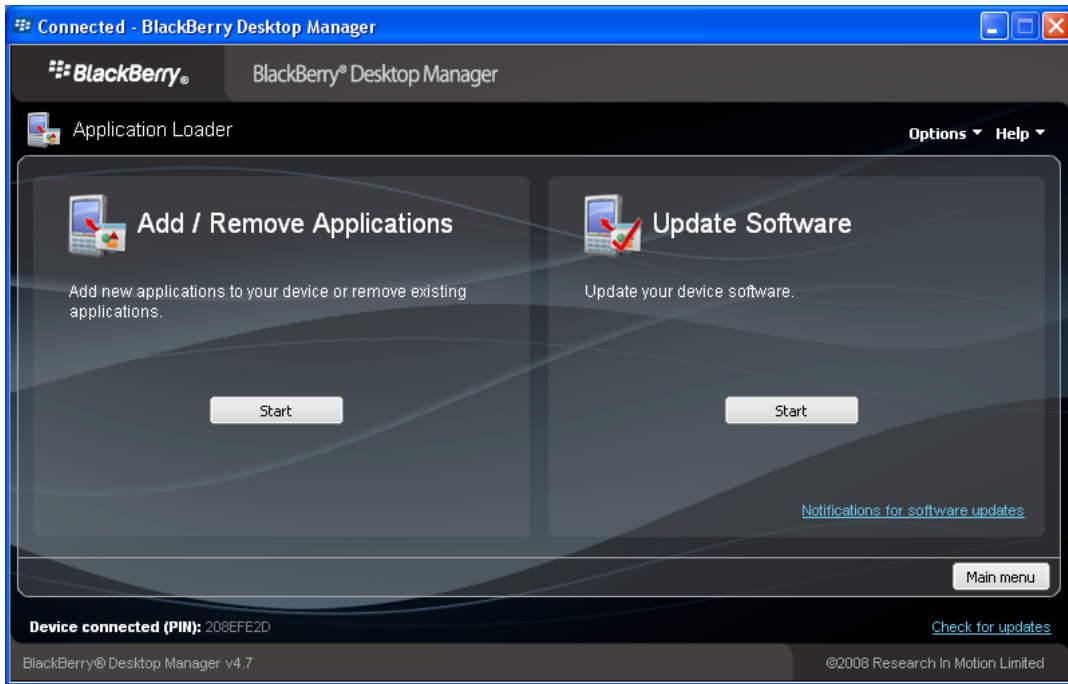 Connected - BlackBerry Desktop Manager
BlackBerry® BlackBerry® Desktop Manager
Application Loader Options Help
Add / Remove Applications
Add new applications to your device or remove existing
applications.
Start
Update Software
Update your device software.
Start
Notifications for software updates
Main menu
Device connected (PIN): 208EFE2D Check for updates
BlackBerry® Desktop Manager v4.7 ©2008 Research In Motion Limited